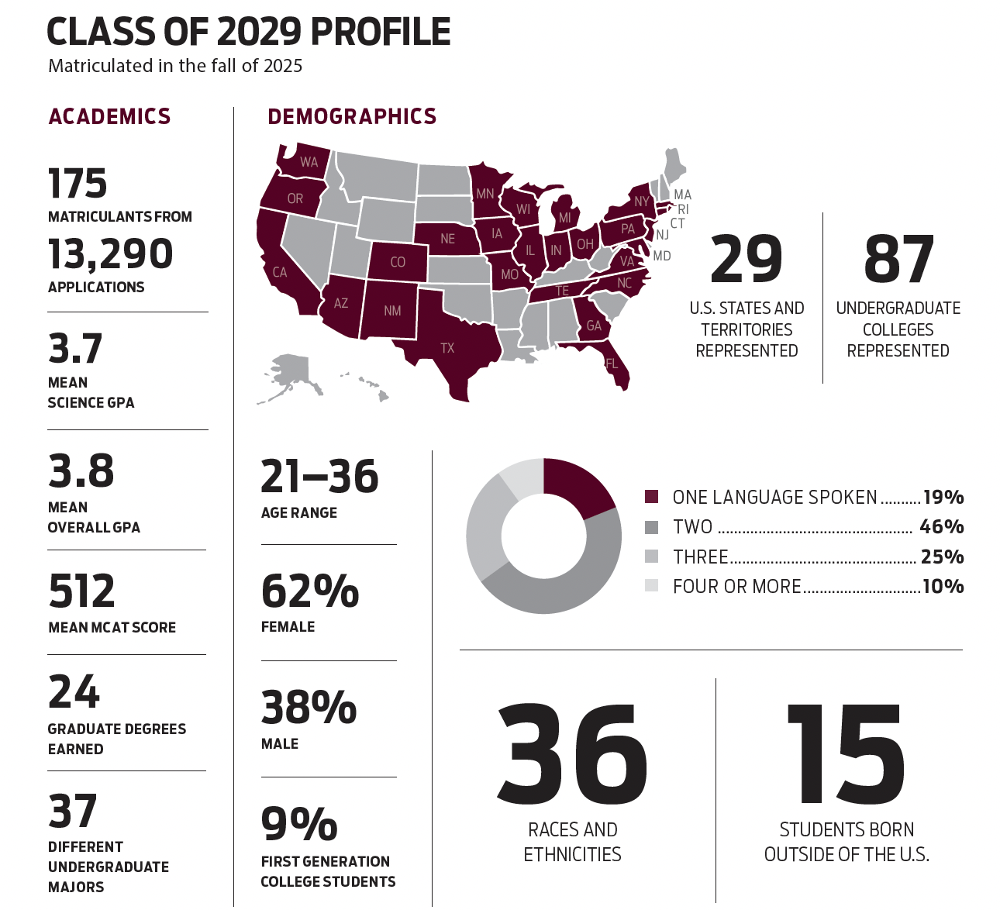 CLASS OF 2029 PROFILE
Matriculated in the fall of 2025
ACADEMICS
175
MATRICULANTS FROM
13,290
APPLICATIONS
3.7
MEAN
SCIENCE GPA
3.8
MEAN
OVERALL GPA
512
MEAN MCAT SCORE
24
GRADUATE DEGREES
EARNED
37
DIFFERENT
UNDERGRADUATE
MAJORS
DEMOGRAPHICS
WA
OR
CA
AZ
NM
CO
TX
NE
MN
IA
MO
WI
IL
IN
MI
OH
TE
GA
FL
NC
VA
PA
NY
MA
RI
CT
NJ
MD
29
U.S. STATES AND
TERRITORIES
REPRESENTED
87
UNDERGRADUATE
COLLEGES
REPRESENTED
21–36
AGE RANGE
62%
FEMALE
38%
MALE
9%
FIRST GENERATION
COLLEGE STUDENTS
ONE LANGUAGE SPOKEN..........19%
TWO ................................................ 46%
THREE.............................................. 25%
FOUR OR MORE.............................10%
36
RACES AND
ETHNICITIES
15
STUDENTS BORN
OUTSIDE OF THE U.S.